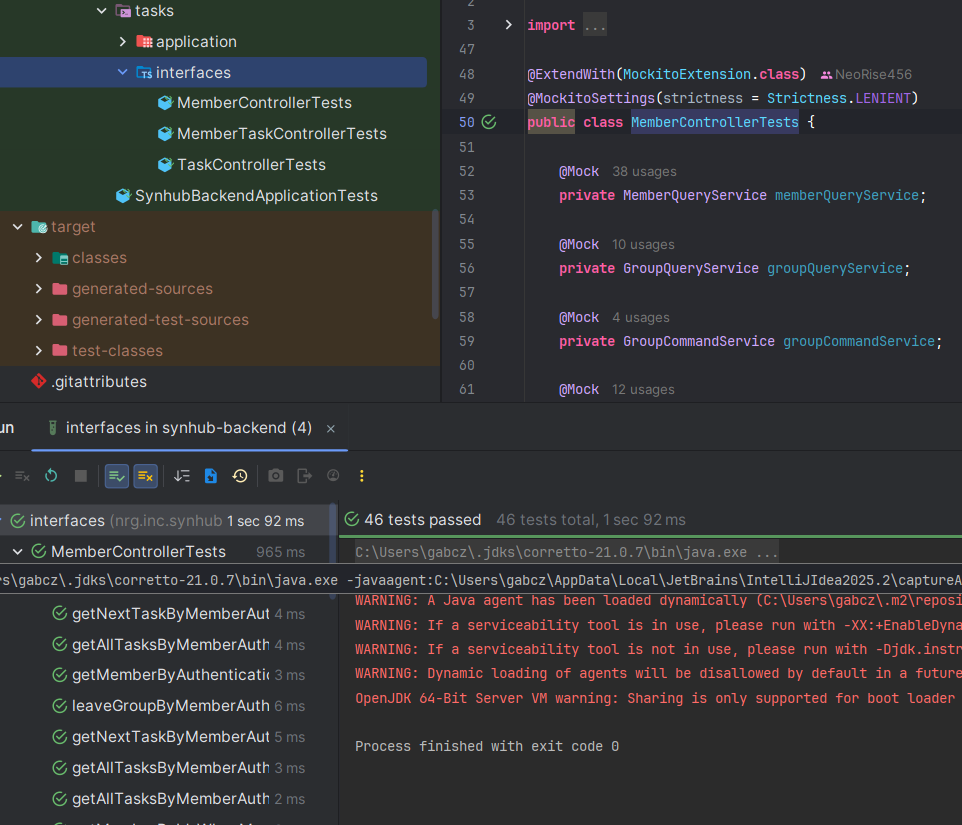 tasks
application
interfaces
MemberControllerTests
MemberTaskControllerTests
TaskControllerTests
SynhubBackendApplicationTests
target
classes
generated-sources
generated-test-sources
test-classes
.gitattributes
2
3 import ...
47
48 @ExtendWith(MockitoExtension.class) NeoRise456
49 @MockitoSettings(strictness = Strictness.LENIENT)
50 public class MemberControllerTests {
51
52 @Mock 38 usages
53 private MemberQueryService memberQueryService;
54
55 @Mock 10 usages
56 private GroupQueryService groupQueryService;
57
58 @Mock 4 usages
59 private GroupCommandService groupCommandService;
60
61 @Mock 12 usages
un interfaces in synhub-backend (4) ×
interfaces (nrg.inc.synhub 1 sec 92 ms
MemberControllerTests 965 ms
getNextTaskByMemberAut 4 ms
getAllTasksByMemberAuth 4 ms
getMemberByAuthenticatio 3 ms
leaveGroupByMemberAuth 6 ms
getNextTaskByMemberAut 5 ms
getAllTasksByMemberAuth 3 ms
getAllTasksByMemberAuth 2 ms
46 tests passed 46 tests total, 1 sec 92 ms
C:\Users\gabcz\.jdks\corretto-21.0.7\bin\java.exe ...
rs\gabcz\.jdks\corretto-21.0.7\bin\java.exe -javaagent:C:\Users\gabcz\AppData\Local\JetBrains\IntelliJIdea2025.2\captureA
WARNING: A Java agent has been loaded dynamically (C:\Users\gabcz\.m2\reposi
WARNING: If a serviceability tool is in use, please run with -XX:+EnableDyna
WARNING: If a serviceability tool is not in use, please run with -Djdk.instr
WARNING: Dynamic loading of agents will be disallowed by default in a future
OpenJDK 64-Bit Server VM warning: Sharing is only supported for boot loader
Process finished with exit code 0